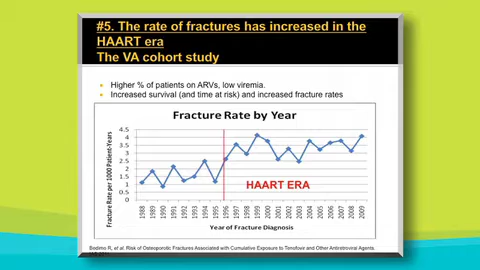 #5. The rate of fractures has increased in the
HAART era
The VA cohort study
• Higher % of patients on ARVs, low viremia.
• Increased survival (and time at risk) and increased fracture rates
Fracture Rate by Year
Fracture Rate per 1000 Patient-Years
4.5
4
3.5
3
2.5
2
1.5
1
0.5
0
HAART ERA
1988 1989 1990 1991 1992 1993 1994 1995 1996 1997 1998 1999 2000 2001 2002 2003 2004 2005 2006 2007 2008 2009
Year of Fracture Diagnosis
Bedimo R, et al. Risk of Osteoporotic Fractures Associated with Cumulative Exposure to Tenofovir and Other Antiretroviral Agents.
2011